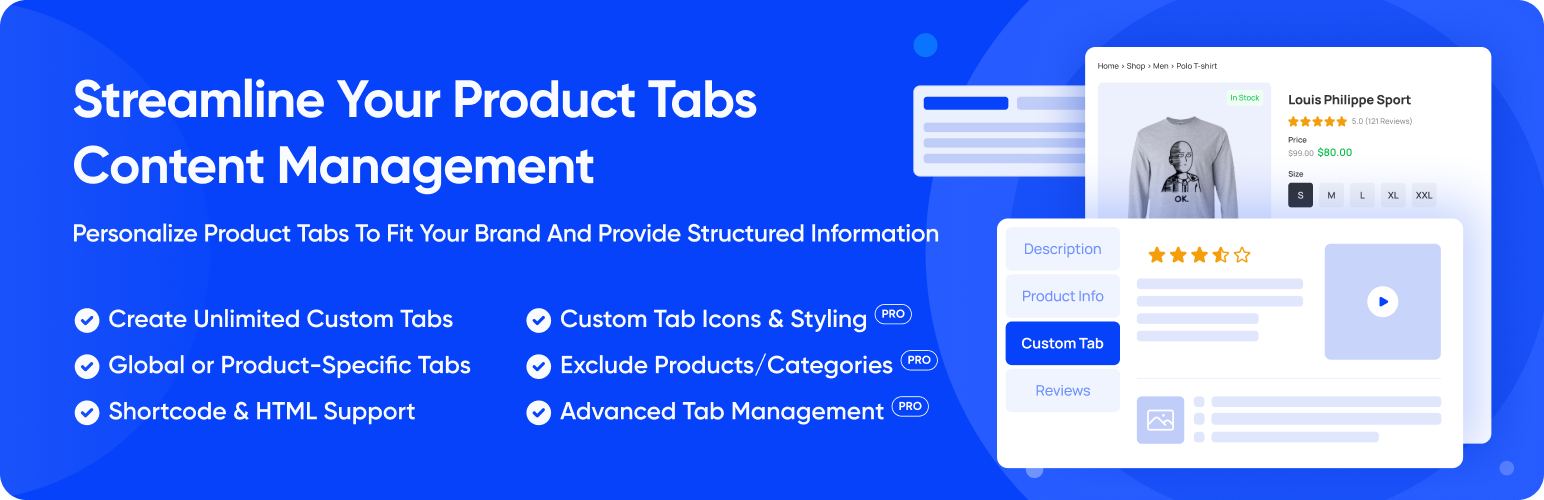 Streamline Your Product Tabs
Content Management
Personalize Product Tabs To Fit Your Brand And Provide Structured Information
Create Unlimited Custom Tabs
Global or Product-Specific Tabs
Shortcode & HTML Support
Custom Tab Icons & Styling PRO
Exclude Products/Categories PRO
Advanced Tab Management PRO
Home › Shop › Men › Polo T-shirt
In Stock
OK.
Louis Philippe Sport
5.0 (121 Reviews)
Price
$99.00 $80.00
Size
S M L XL XXL
Description
Product Info
Custom Tab
Reviews